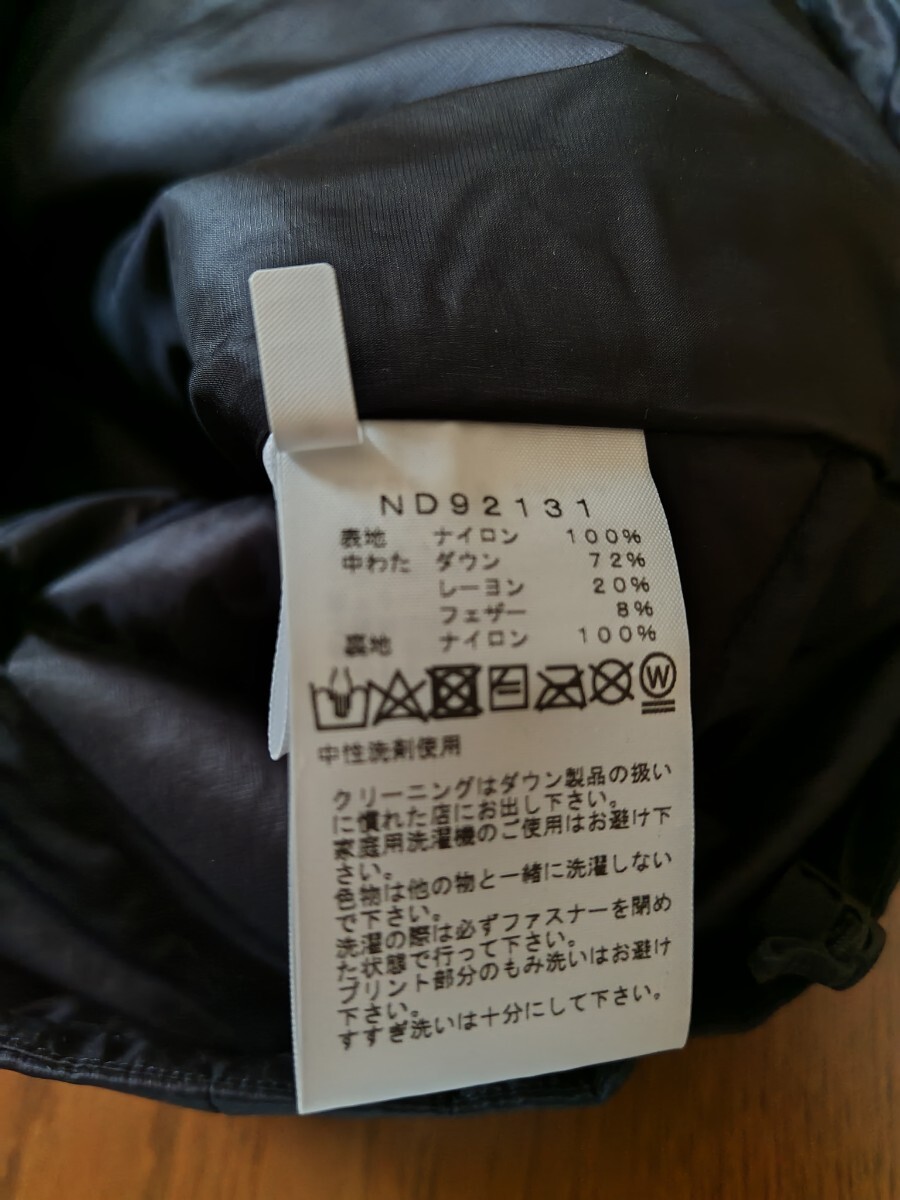 ND92131
表地 ナイロン 100%
中わた ダウン 72%
レーヨン 20%
フェザー 8%
裏地 ナイロン 100%
W
中性洗剤使用
クリーニングはダウン製品の扱い
に慣れた店にお出し下さい。
家庭用洗濯機のご使用はお避け下
さい。
色物は他の物と一緒に洗濯しない
で下さい。
洗濯の際は必ずファスナーを閉め
た状態で行って下さい。
プリント部分のもみ洗いはお避け
下さい。
すすぎ洗いは十分にして下さい。